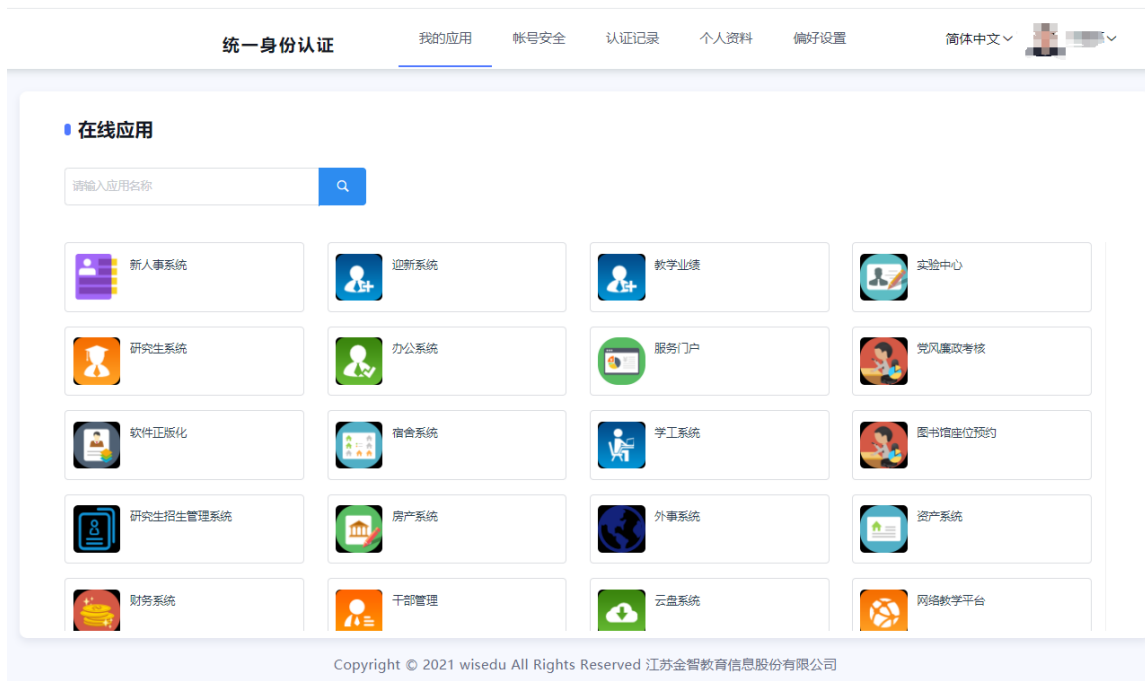 统一身份认证 我的应用 帐号安全 认证记录 个人资料 偏好设置 简体中文
在线应用
请输入应用名称
新人事系统 迎新系统 教学业绩 实验中心
研究生系统 办公系统 服务门户 党风廉政考核
软件正版化 宿舍系统 学工系统 图书馆座位预约
研究生招生管理系统 房产系统 外事系统 资产系统
财务系统 干部管理 云盘系统 网络教学平台
Copyright © 2021 wisedu All Rights Reserved 江苏金智教育信息股份有限公司